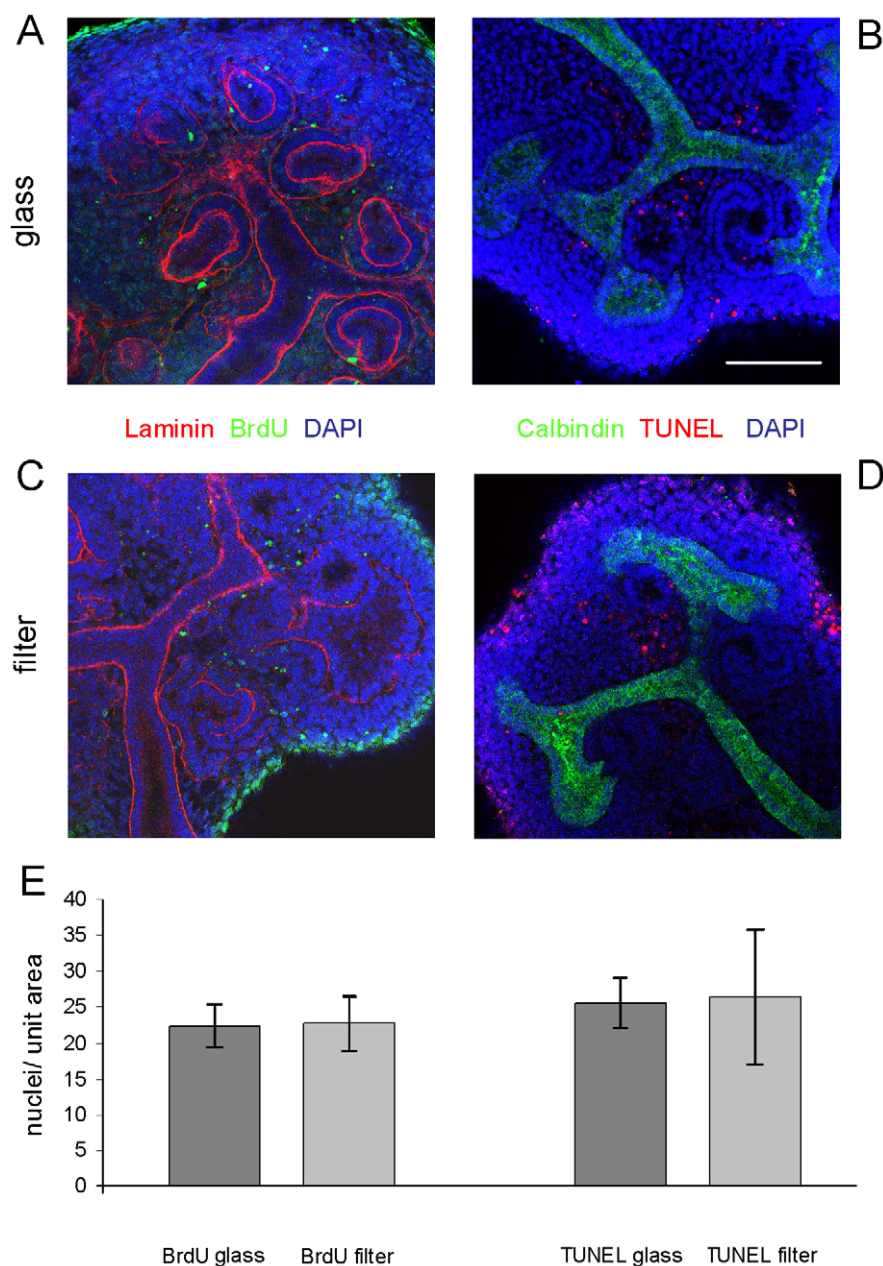 A
B
glass
Laminin BrdU DAPI
Calbindin TUNEL DAPI
C
D
filter
E
40
35
30
25
20
15
10
5
0
nuclei/ unit area
BrdU glass
BrdU filter
TUNEL glass
TUNEL filter